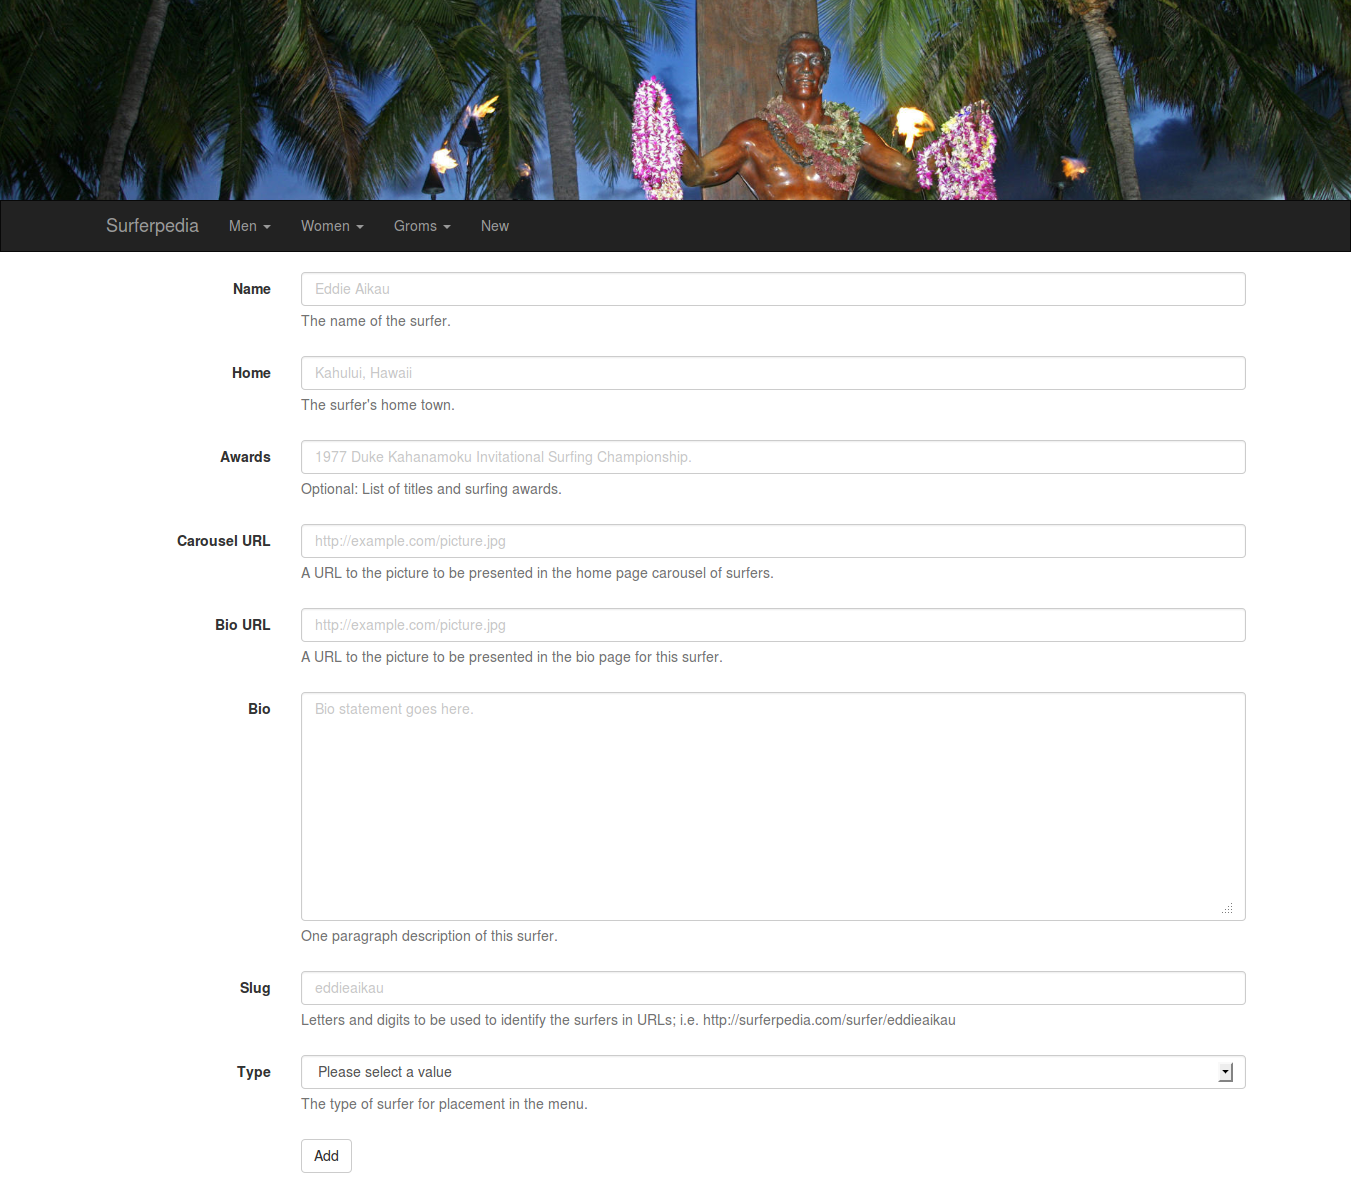 Surferpedia Men Women Groms New
Name Eddie Aikau
The name of the surfer.
Home Kahului, Hawaii
The surfer's home town.
Awards 1977 Duke Kahanamoku Invitational Surfing Championship.
Optional: List of titles and surfing awards.
Carousel URL http://example.com/picture.jpg
A URL to the picture to be presented in the home page carousel of surfers.
Bio URL http://example.com/picture.jpg
A URL to the picture to be presented in the bio page for this surfer.
Bio Bio statement goes here.
One paragraph description of this surfer.
Slug eddieaikau
Letters and digits to be used to identify the surfers in URLs; i.e. http://surferpedia.com/surfer/eddieaikau
Type Please select a value
The type of surfer for placement in the menu.
Add